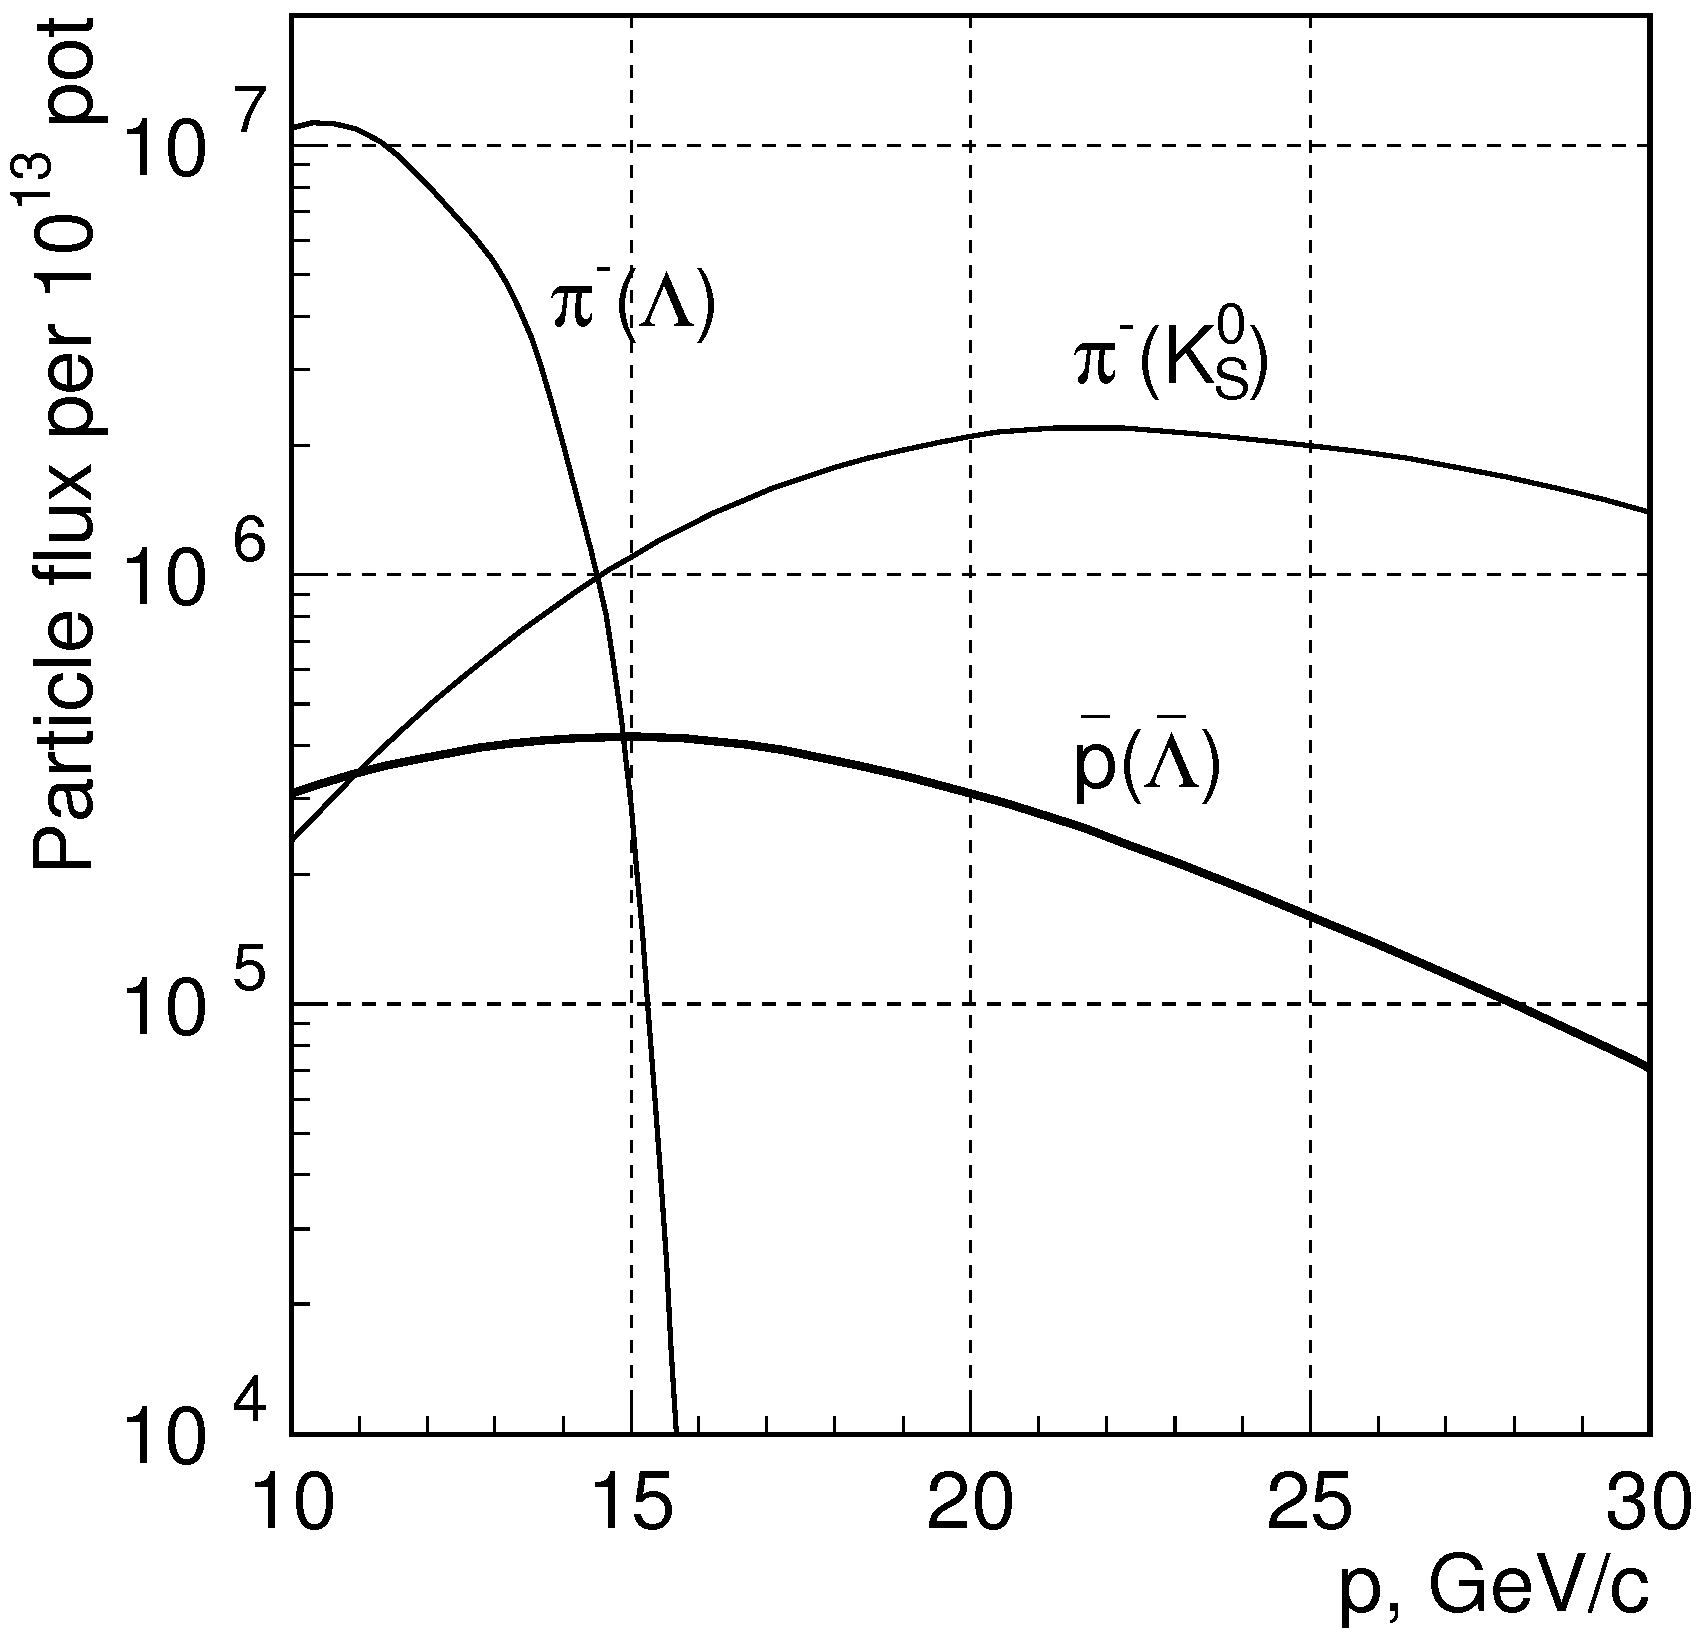 Particle flux per 10^13 pot
10^7
10^6
10^5
10^4
π⁻(Λ)
π⁻(K⁰_S)
p̄(Λ̄)
10 15 20 25 30
p, GeV/c